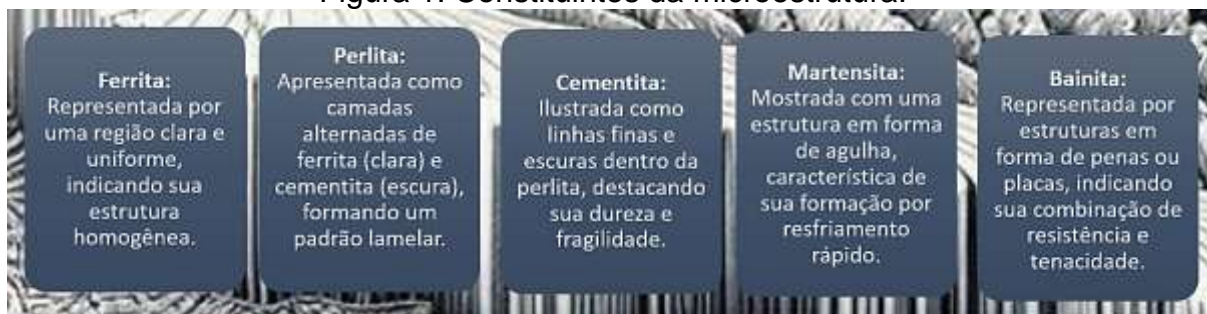 Figura 1: Constituintes da microestrutura.
Ferrita:
Representada por
uma região clara e
uniforme,
indicando sua
estrutura
homogênea.
Perlita:
Apresentada como
camadas
alternadas de
ferrita (clara) e
cementita (escura),
formando um
padrão lamelar.
Cementita:
Ilustrada como
linhas finas e
escuras dentro da
perlita, destacando
sua dureza e
fragilidade.
Martensita:
Mostrada com uma
estrutura em forma
de agulha,
característica de
sua formação por
resfriamento
rápido.
Bainita:
Representada por
estruturas em
forma de penas ou
placas, indicando
sua combinação de
resistência e
tenacidade.